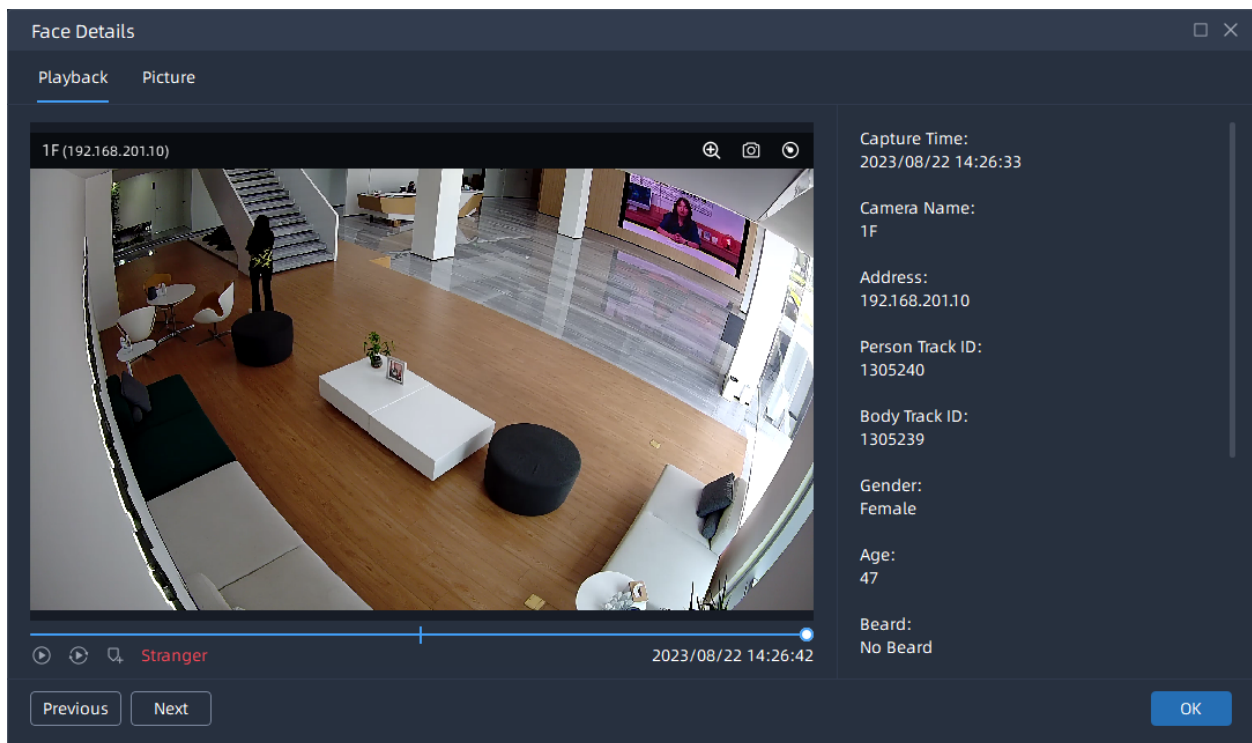 Face Details
Playback
Picture
1F (192.168.201.10)
Capture Time:
2023/08/22 14:26:33
Camera Name:
1F
Address:
192.168.201.10
Person Track ID:
1305240
Body Track ID:
1305239
Gender:
Female
Age:
47
Beard:
No Beard
Stranger
2023/08/22 14:26:42
Previous
Next
OK